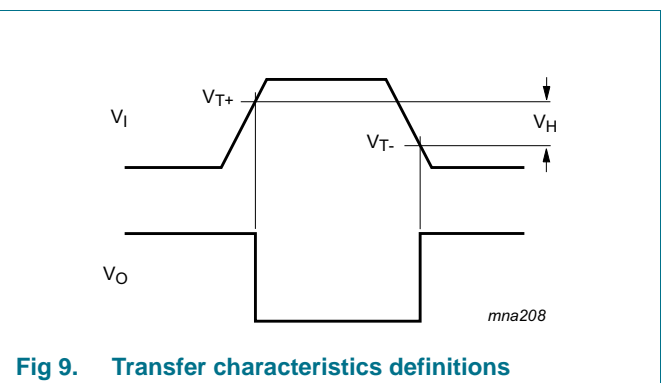 VT+
VI
VH
VT-
VO
mna208
Fig 9. Transfer characteristics definitions